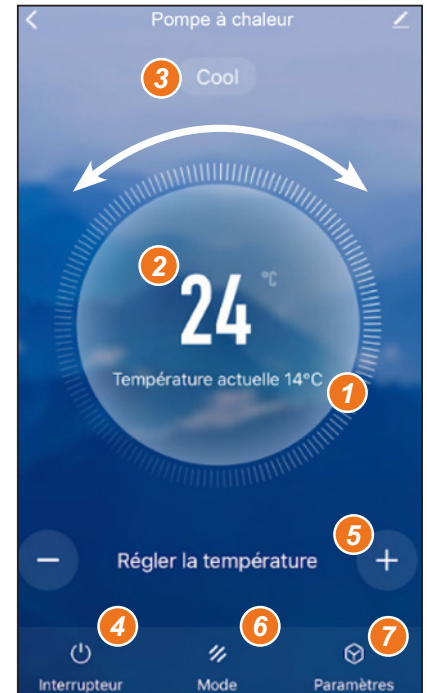 Pompe à chaleur
3 Cool
2
24 °C
Température actuelle 14°C
1
5
− Régler la température +
4 6 7
Interrupteur Mode Paramètres